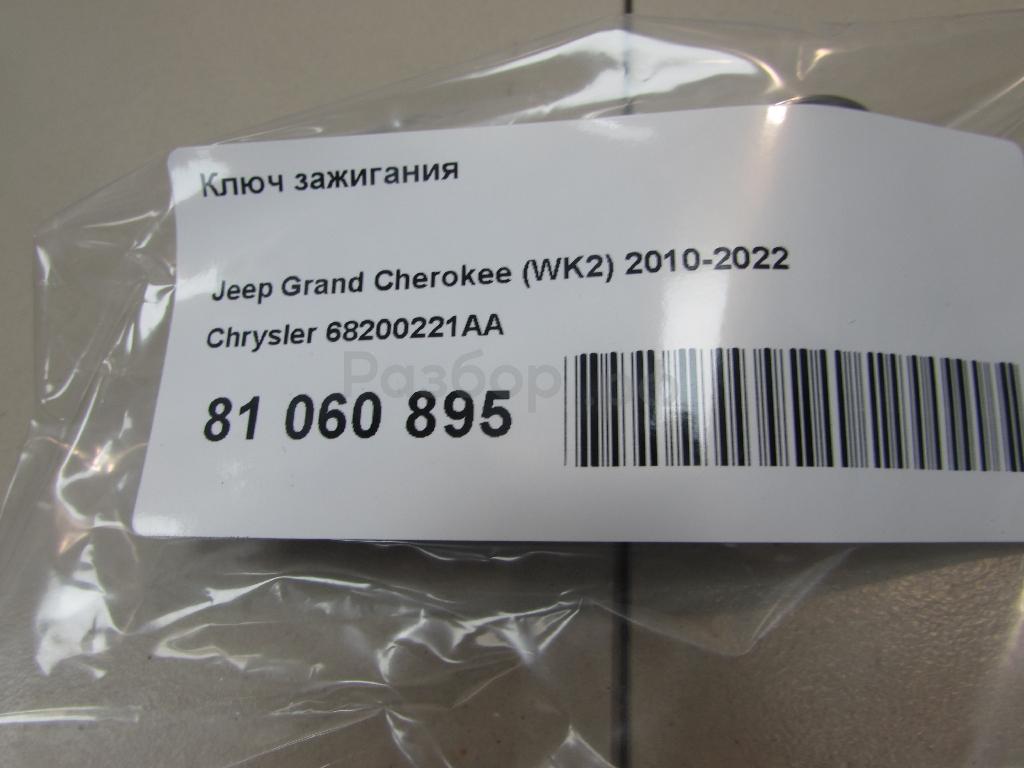 Ключ зажигания
Jeep Grand Cherokee (WK2) 2010-2022
Chrysler 68200221AA
81 060 895